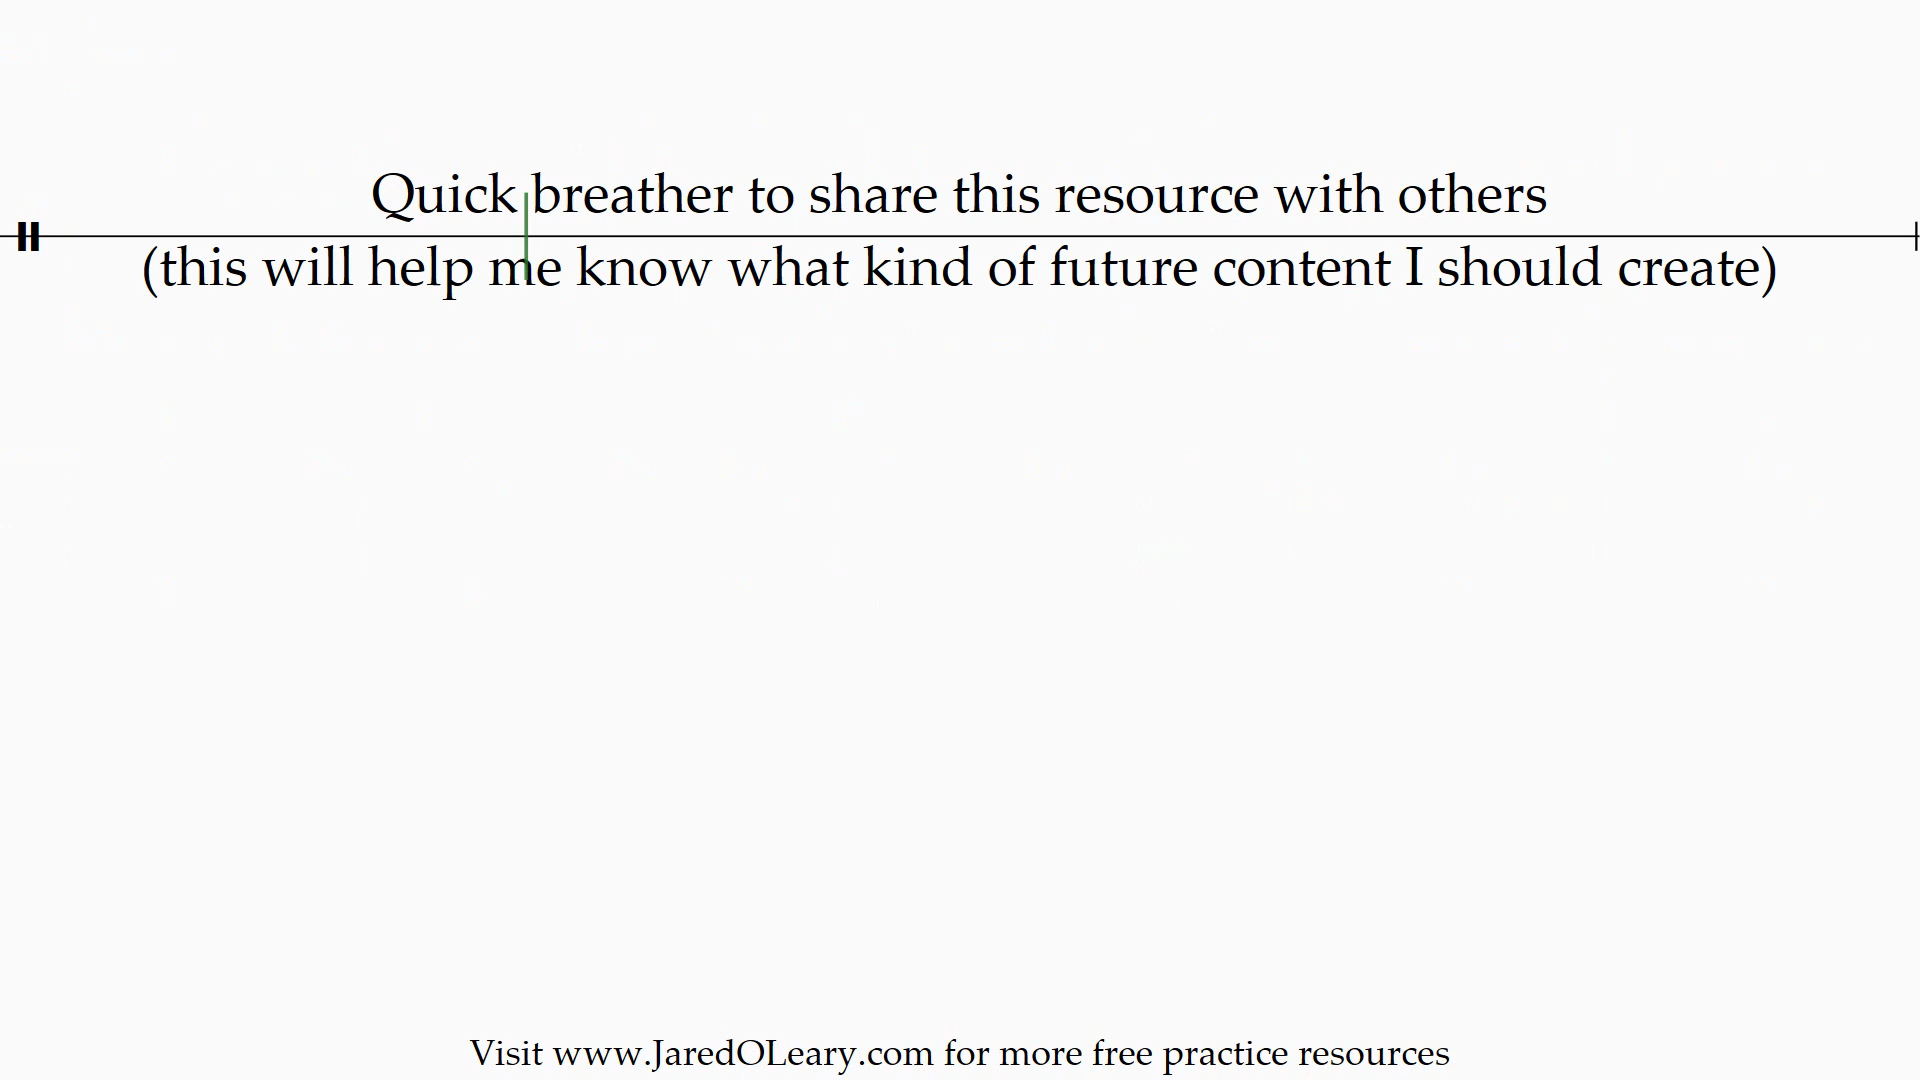 Quick breather to share this resource with others
(this will help me know what kind of future content I should create)
Visit www.JaredOLeary.com for more free practice resources